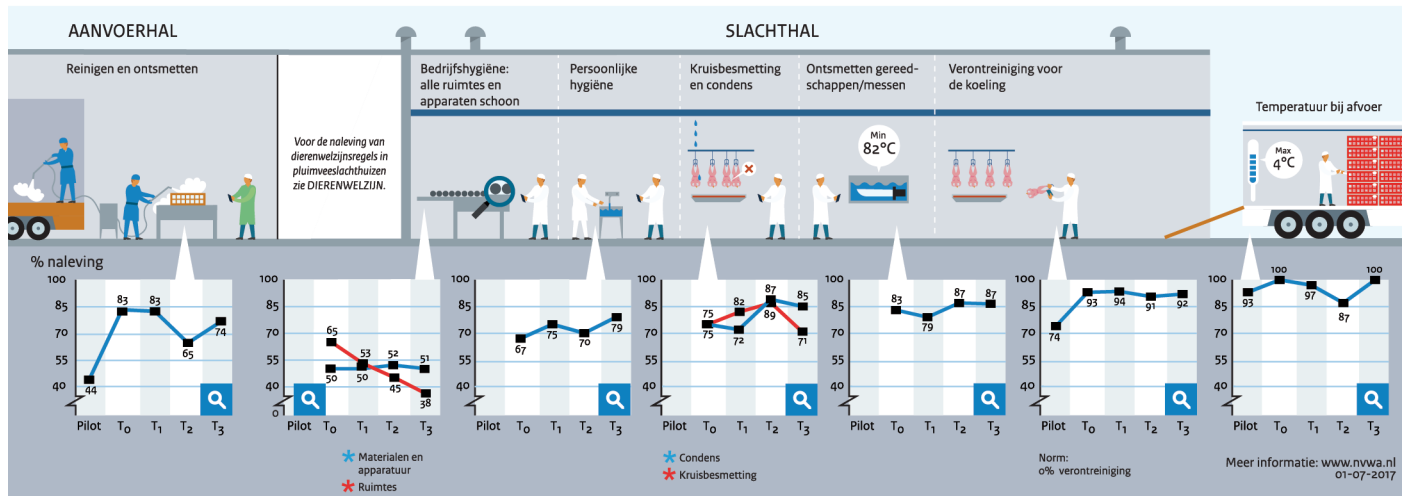 AANVOERHAL
SLACHTHAL
Reinigen en ontsmetten
Voor de naleving van
dierenwelzijnsregels in
pluimveeslachthuizen
zie DIERENWELZIJN.
Bedrijfshygiëne:
alle ruimtes en
apparaten schoon
Persoonlijke
hygiëne
Kruisbesmetting
en condens
Ontsmetten gereed-
schappen/messen
Min
82°C
Verontreiniging voor
de koeling
Temperatuur bij afvoer
Max
4°C
% naleving
100
85
70
55
40
44
83
83
65
74
Pilot T0 T1 T2 T3
100
85
70
55
40
0
65
53
52
51
50
50
45
38
Pilot T0 T1 T2 T3
Materialen en
apparatuur
Ruimtes
100
85
70
55
40
67
75
70
79
Pilot T0 T1 T2 T3
100
85
70
55
40
75
82
87
85
75
72
89
71
Pilot T0 T1 T2 T3
Condens
Kruisbesmetting
100
85
70
55
40
83
79
87
87
Pilot T0 T1 T2 T3
100
85
70
55
40
74
93
94
91
92
Pilot T0 T1 T2 T3
Norm:
0% verontreiniging
100
85
70
55
40
93
100
97
87
100
Pilot T0 T1 T2 T3
Meer informatie: www.nvwa.nl
01-07-2017